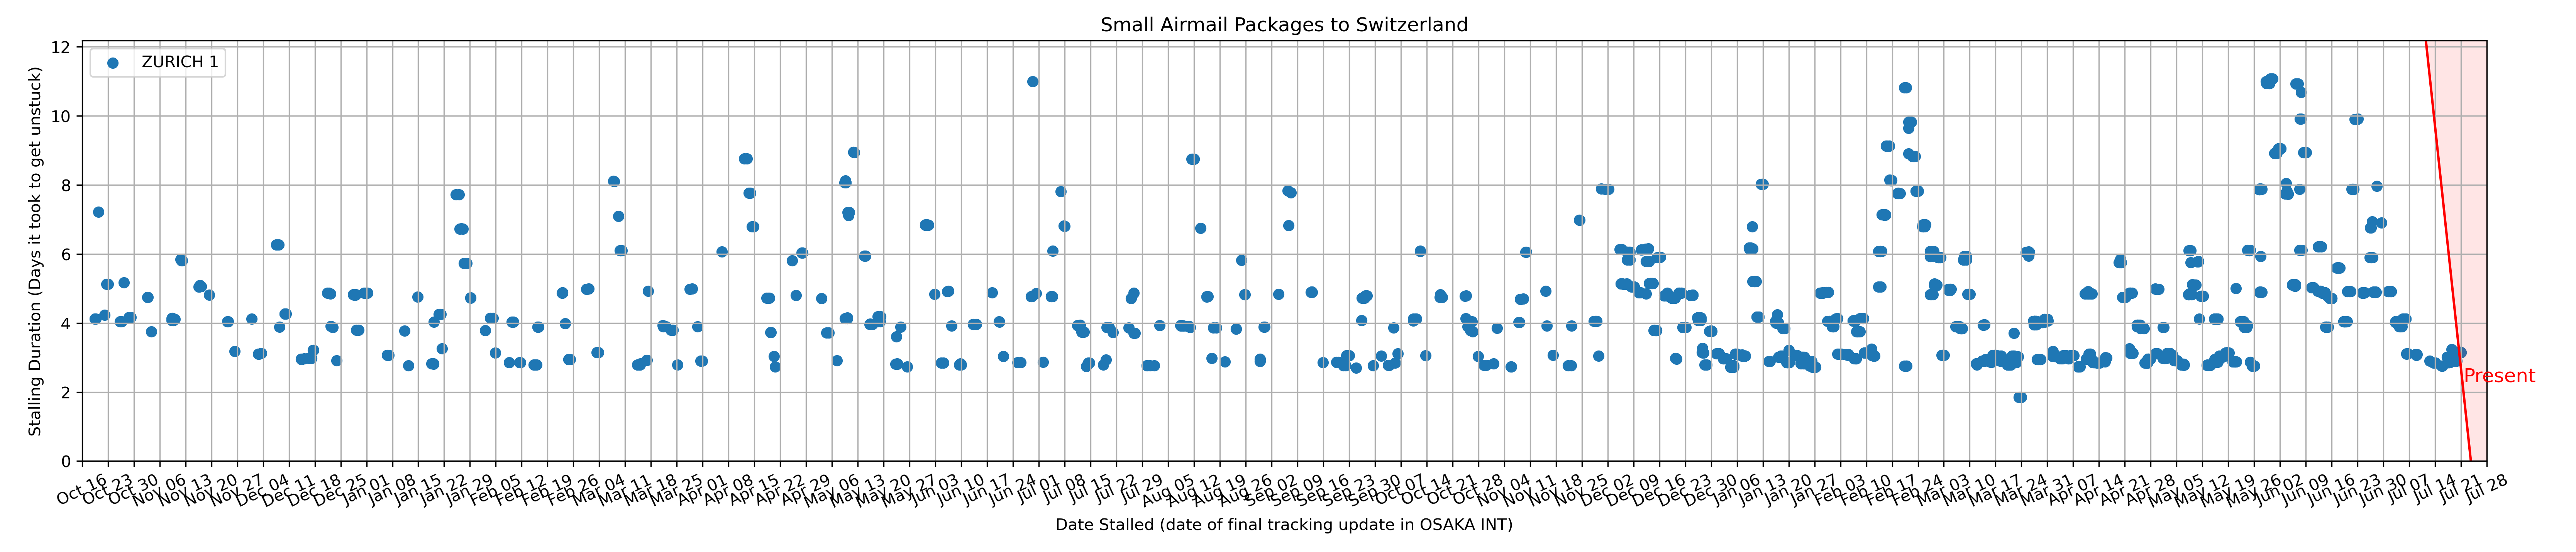 Small Airmail Packages to Switzerland
Stalling Duration (Days it took to get unstuck)
12
10
8
6
4
2
0
ZURICH 1
Present
Oct 16
Oct 23
Oct 30
Nov 06
Nov 13
Nov 20
Nov 27
Dec 04
Dec 11
Dec 18
Dec 25
Jan 01
Jan 08
Jan 15
Jan 22
Jan 29
Feb 05
Feb 12
Feb 19
Feb 26
Mar 04
Mar 11
Mar 18
Mar 25
Apr 01
Apr 08
Apr 15
Apr 22
Apr 29
May 06
May 13
May 20
May 27
Jun 03
Jun 10
Jun 17
Jun 24
Jul 01
Jul 08
Jul 15
Jul 22
Jul 29
Aug 05
Aug 12
Aug 19
Aug 26
Sep 02
Sep 09
Sep 16
Sep 23
Sep 30
Oct 07
Oct 14
Oct 21
Oct 28
Nov 04
Nov 11
Nov 18
Nov 25
Dec 02
Dec 09
Dec 16
Dec 23
Dec 30
Jan 06
Jan 13
Jan 20
Jan 27
Feb 03
Feb 10
Feb 17
Feb 24
Mar 03
Mar 10
Mar 17
Mar 24
Mar 31
Apr 07
Apr 14
Apr 21
Apr 28
May 05
May 12
May 19
May 26
Jun 02
Jun 09
Jun 16
Jun 23
Jun 30
Jul 07
Jul 14
Jul 21
Jul 28
Date Stalled (date of final tracking update in OSAKA INT)